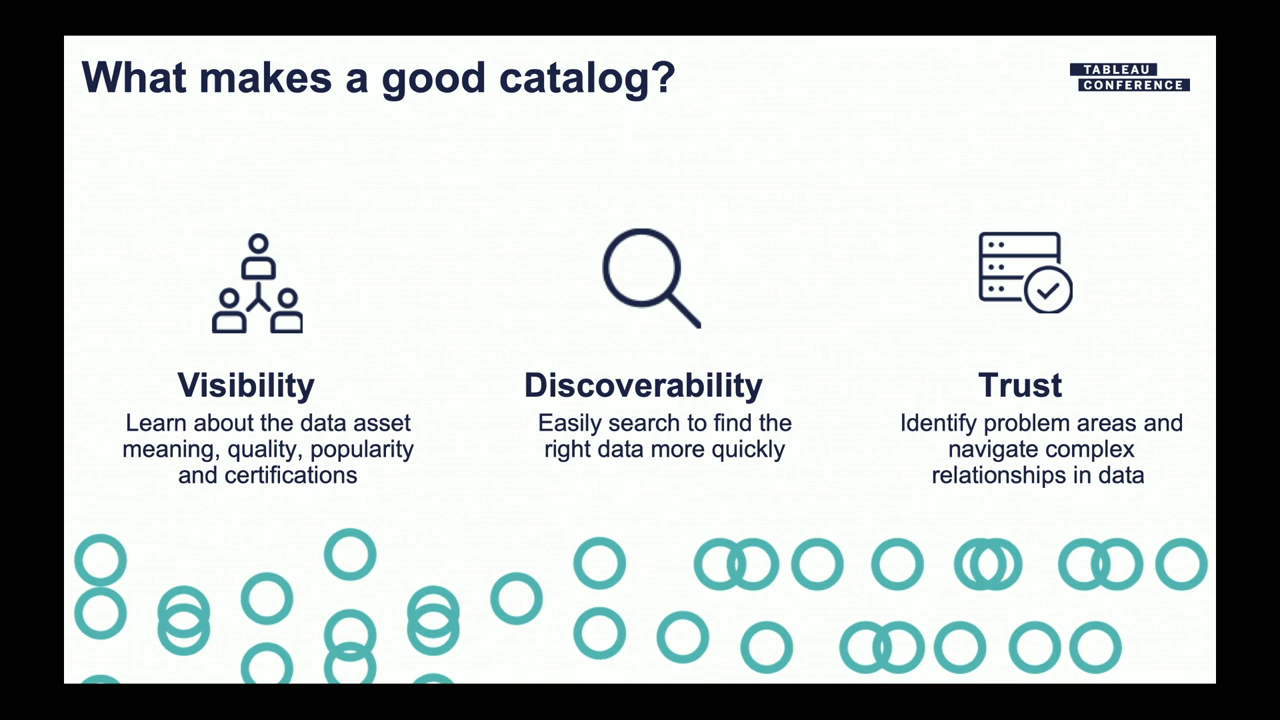 What makes a good catalog?
TABLEAU
CONFERENCE
Visibility
Learn about the data asset
meaning, quality, popularity
and certifications
Discoverability
Easily search to find the
right data more quickly
Trust
Identify problem areas and
navigate complex
relationships in data